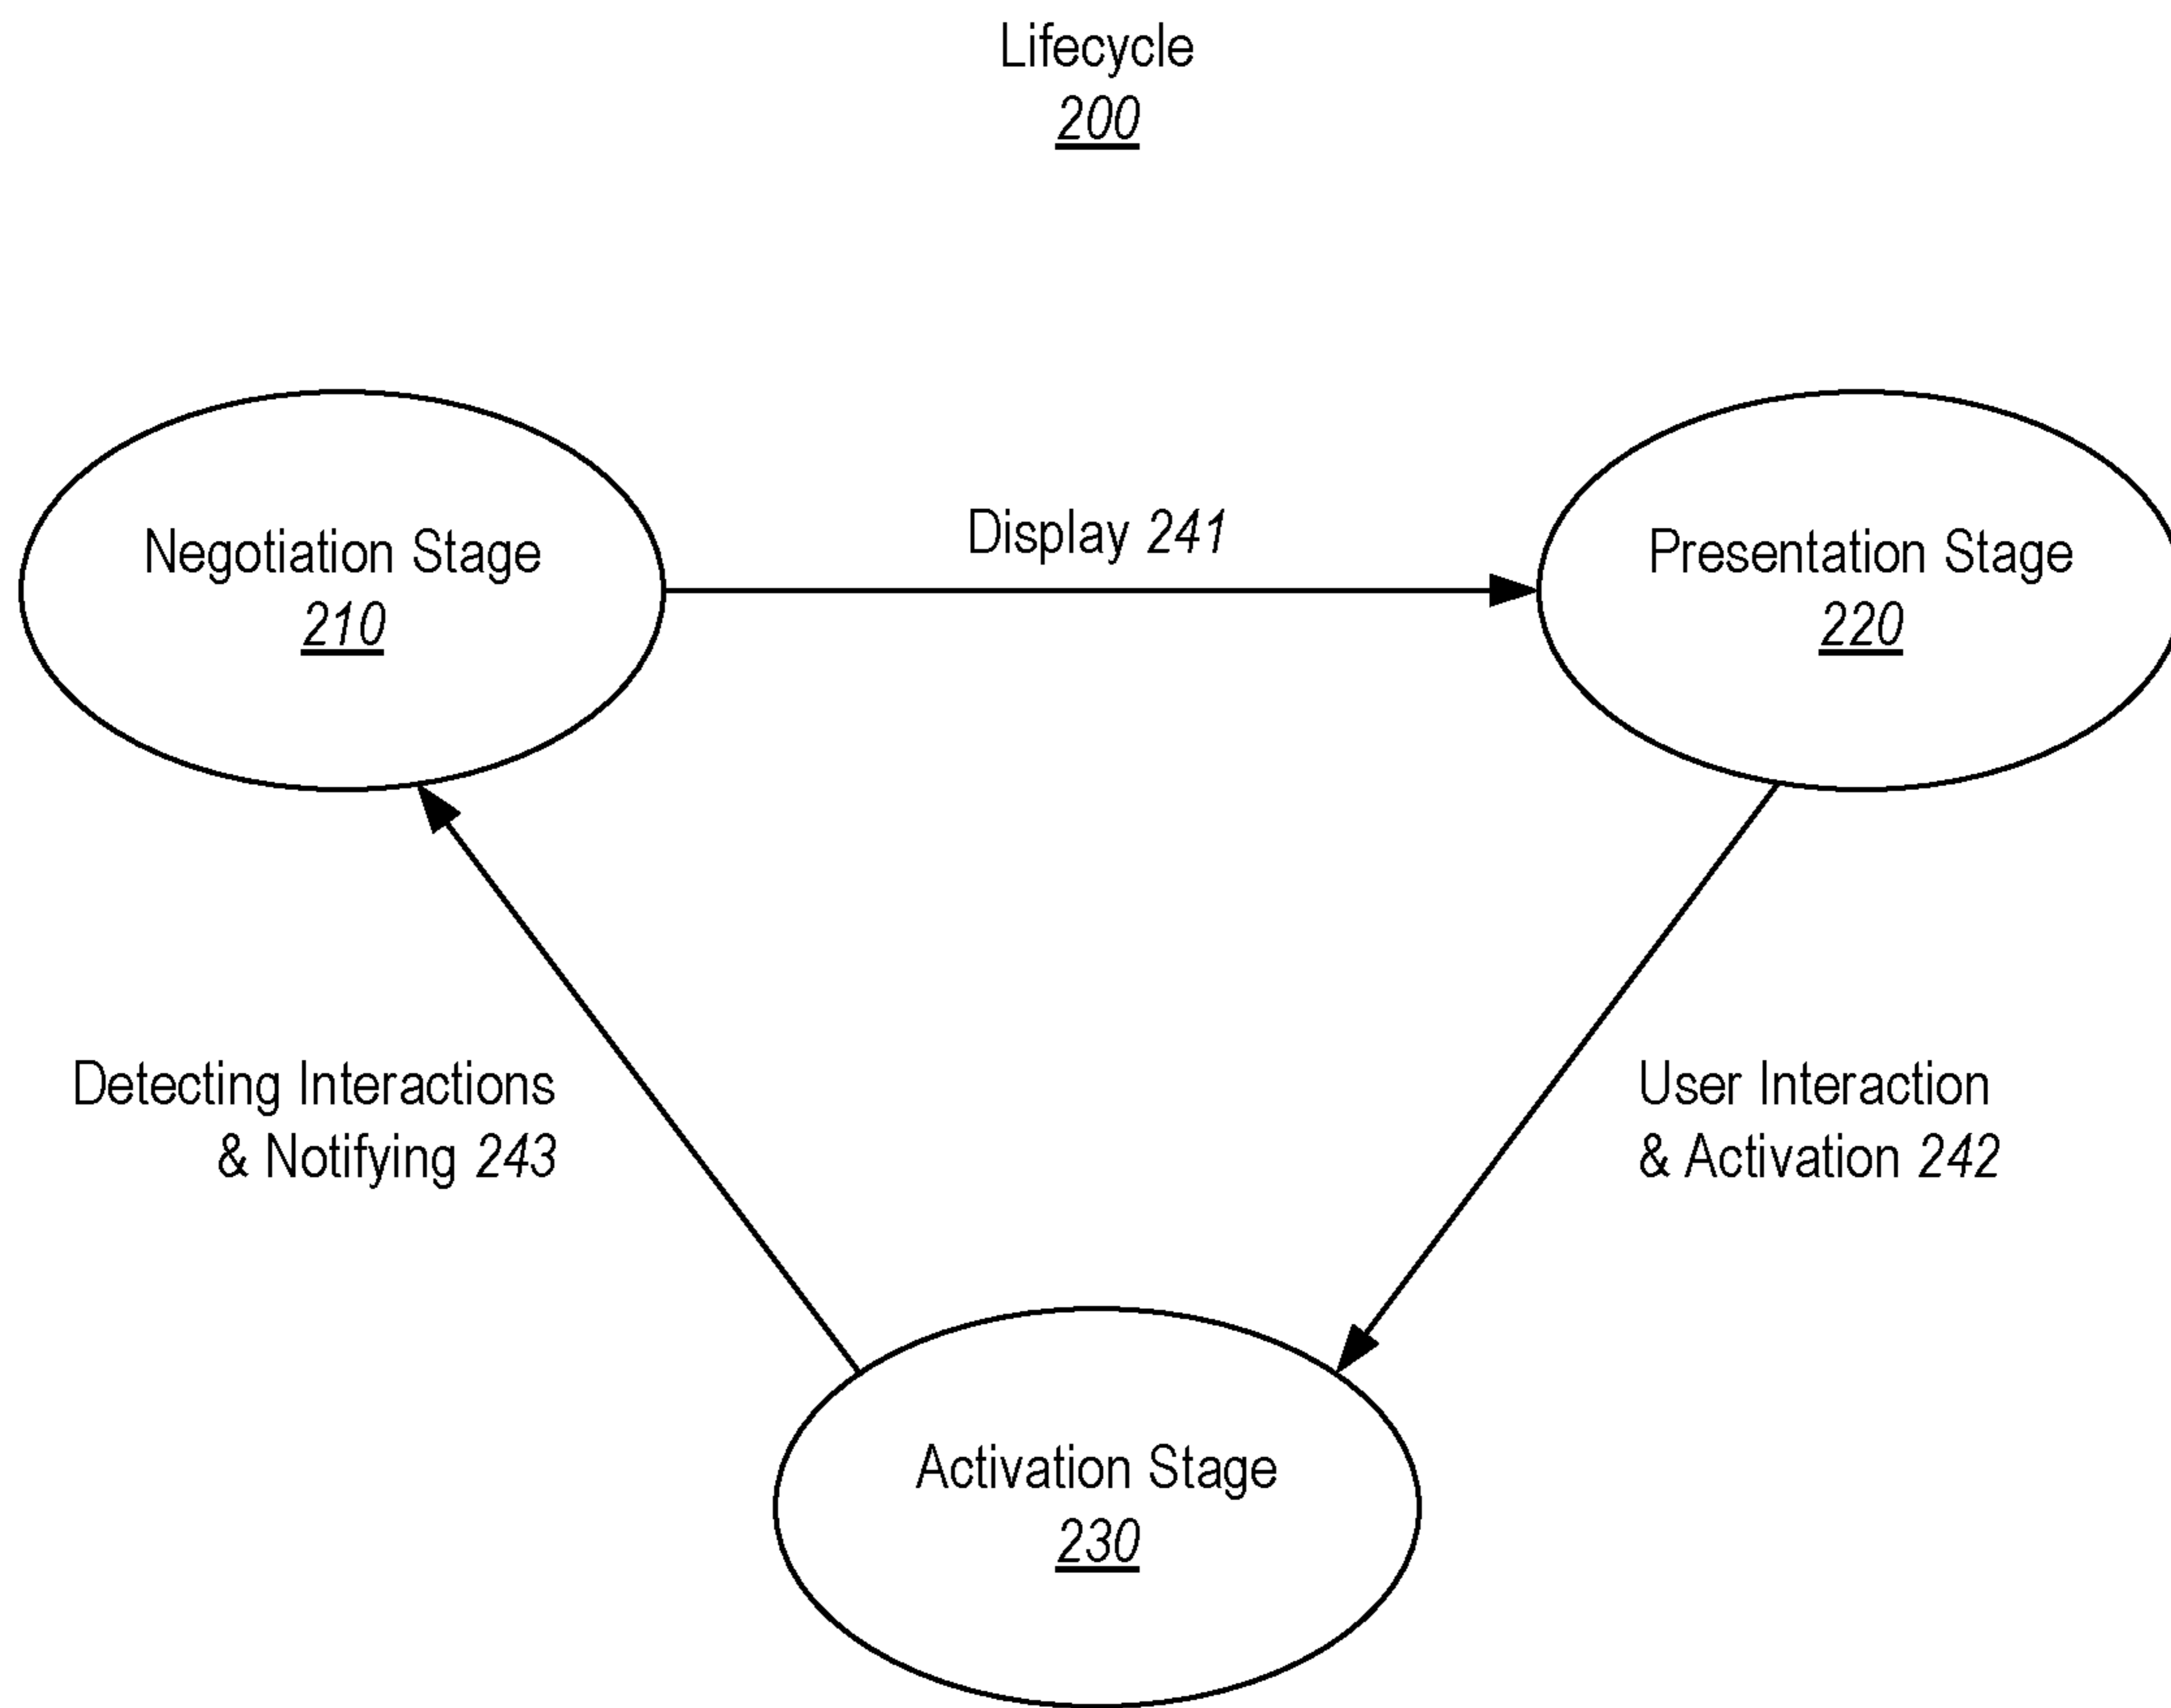 Lifecycle
200
Negotiation Stage
210
Display 241
Presentation Stage
220
Detecting Interactions
& Notifying 243
User Interaction
& Activation 242
Activation Stage
230